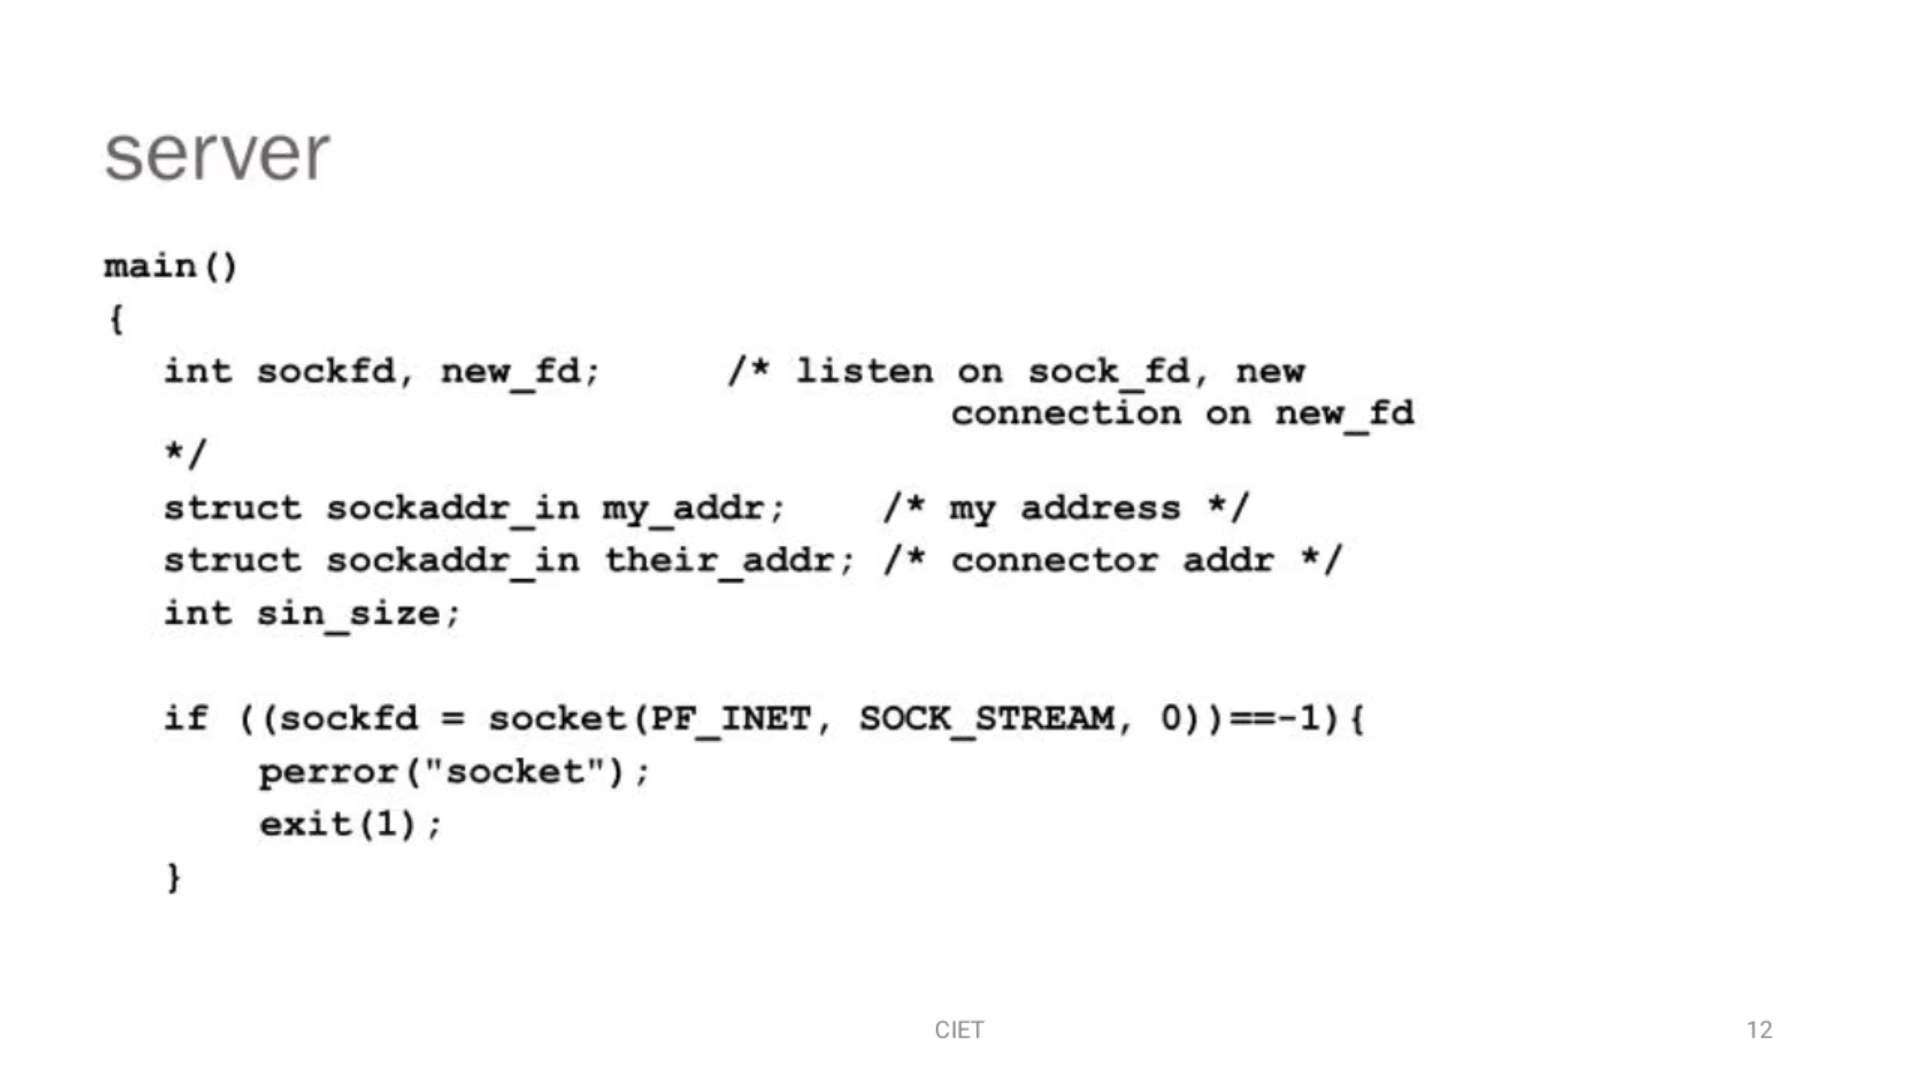 server
main()
{
int sockfd, new_fd; /* listen on sock_fd, new
connection on new_fd
*/
struct sockaddr_in my_addr; /* my address */
struct sockaddr_in their_addr; /* connector addr */
int sin_size;
if ((sockfd = socket(PF_INET, SOCK_STREAM, 0))==-1){
perror("socket");
exit(1);
}
CIET
12